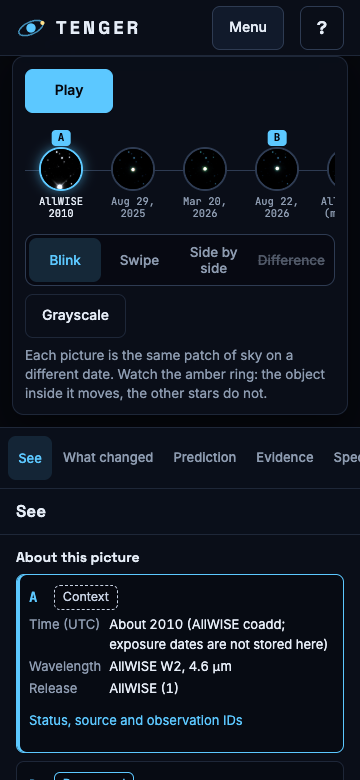 TENGER
Menu
?
Play
A
B
AllWISE
2010
Aug 29,
2025
Mar 20,
2026
Aug 22,
2026
Blink
Swipe
Side by
side
Difference
Grayscale
Each picture is the same patch of sky on a
different date. Watch the amber ring: the object
inside it moves, the other stars do not.
See
What changed
Prediction
Evidence
See
About this picture
A
Context
Time (UTC)
About 2010 (AllWISE coadd;
exposure dates are not stored here)
Wavelength
AllWISE W2, 4.6 µm
Release
AllWISE (1)
Status, source and observation IDs